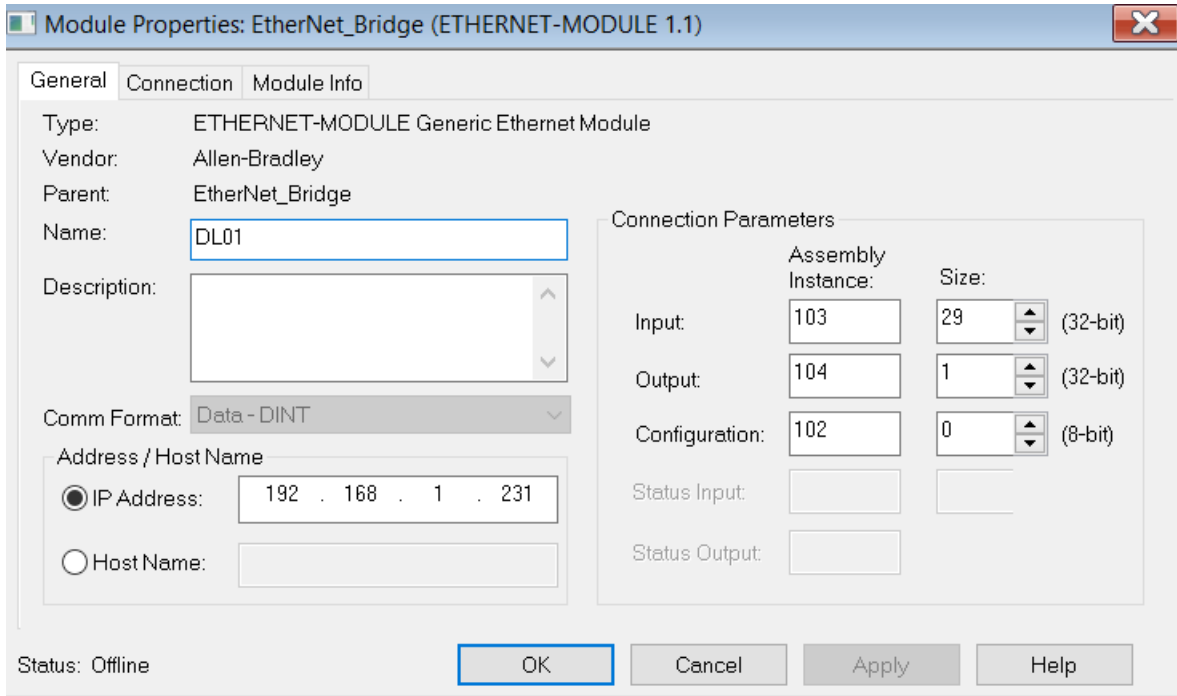 Module Properties: EtherNet_Bridge (ETHERNET-MODULE 1.1)
General Connection Module Info
Type: ETHERNET-MODULE Generic Ethernet Module
Vendor: Allen-Bradley
Parent: EtherNet_Bridge
Name: DL01
Description:
Comm Format: Data - DINT
Address / Host Name
IP Address: 192 . 168 . 1 . 231
Host Name:
Connection Parameters
Assembly
Instance: Size:
Input: 103 29 (32-bit)
Output: 104 1 (32-bit)
Configuration: 102 0 (8-bit)
Status Input:
Status Output:
Status: Offline OK Cancel Apply Help